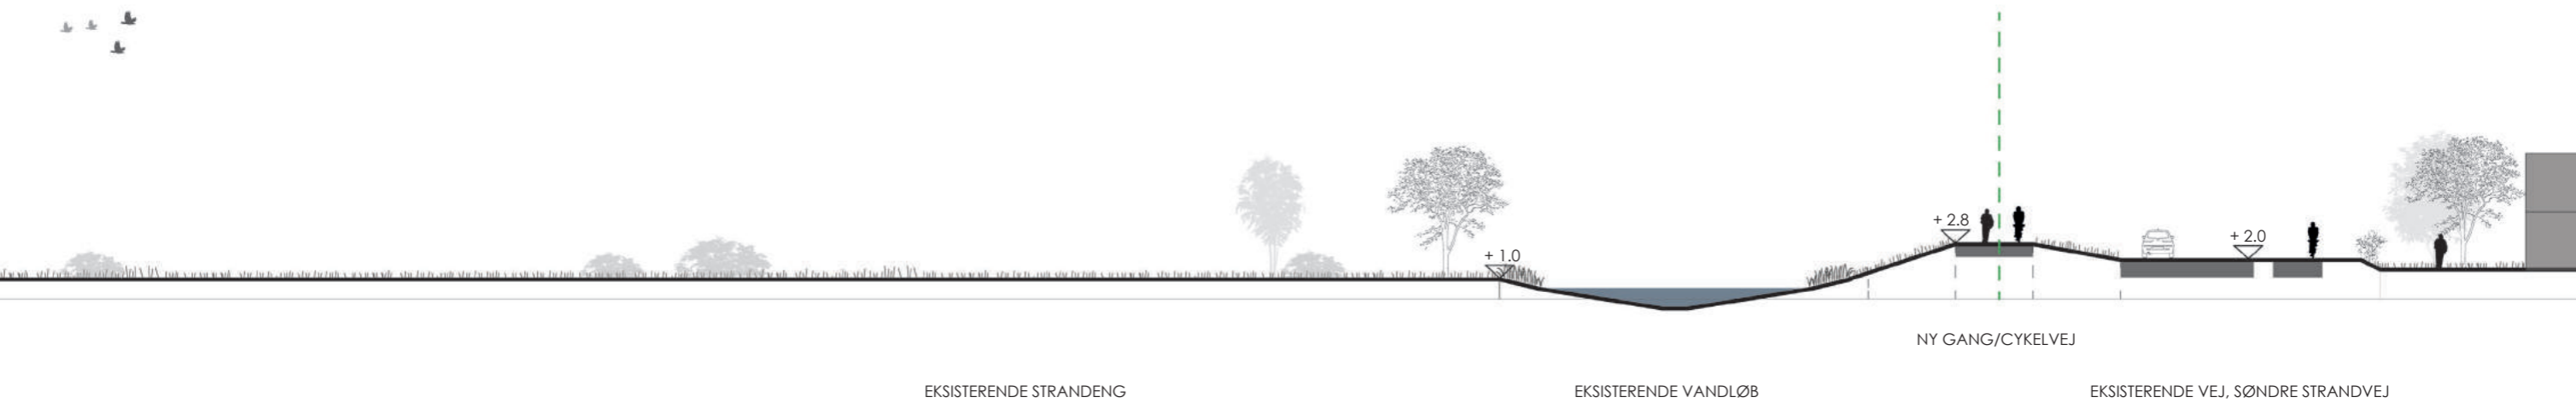 + 2.8
+ 2.0
+ 1.0
NY GANG/CYKELVEJ
EKSISTERENDE STRANDENG
EKSISTERENDE VANDLØB
EKSISTERENDE VEJ, SØNDRE STRANDVEJ